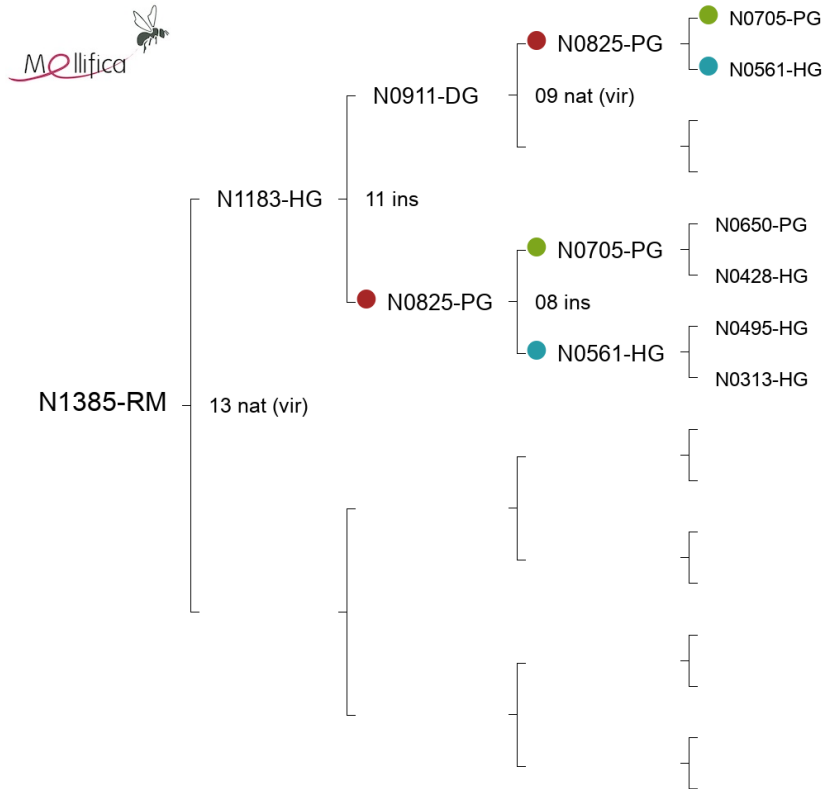 Mellifica
N0705-PG
N0825-PG
N0561-HG
N0911-DG
09 nat (vir)
N1183-HG
11 ins
N0650-PG
N0705-PG
N0428-HG
N0825-PG
08 ins
N0495-HG
N0561-HG
N0313-HG
N1385-RM
13 nat (vir)